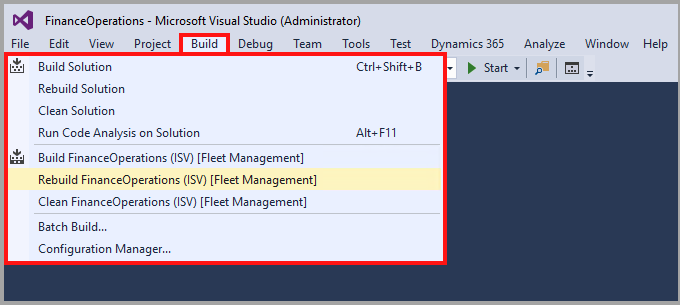 FinanceOperations - Microsoft Visual Studio (Administrator)
File Edit View Project Build Debug Team Tools Test Dynamics 365 Analyze Window Help
Build Solution Ctrl+Shift+B
Start
Rebuild Solution
Clean Solution
Run Code Analysis on Solution Alt+F11
Build FinanceOperations (ISV) [Fleet Management]
Rebuild FinanceOperations (ISV) [Fleet Management]
Clean FinanceOperations (ISV) [Fleet Management]
Batch Build...
Configuration Manager...